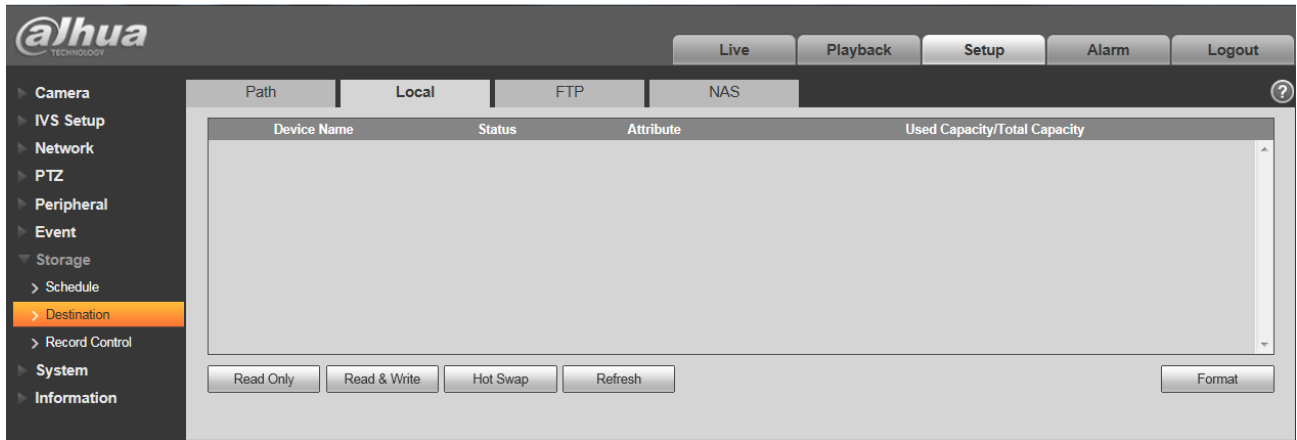 alhua
TECHNOLOGY
Live Playback Setup Alarm Logout
Path Local FTP NAS ?
Camera
IVS Setup
Network
PTZ
Peripheral
Event
Storage
Schedule
Destination
Record Control
System
Information
Device Name Status Attribute Used Capacity/Total Capacity
Read Only Read & Write Hot Swap Refresh Format